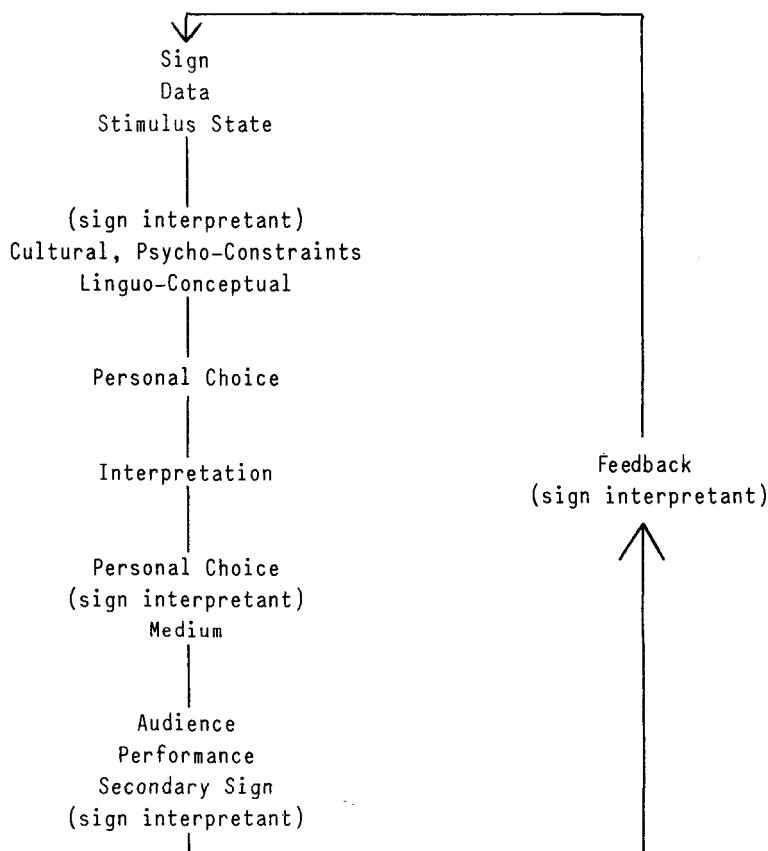 Sign
Data
Stimulus State
(sign interpretant)
Cultural, Psycho-Constraints
Linguo-Conceptual
Personal Choice
Interpretation
Personal Choice
(sign interpretant)
Medium
Audience
Performance
Secondary Sign
(sign interpretant)
Feedback
(sign interpretant)